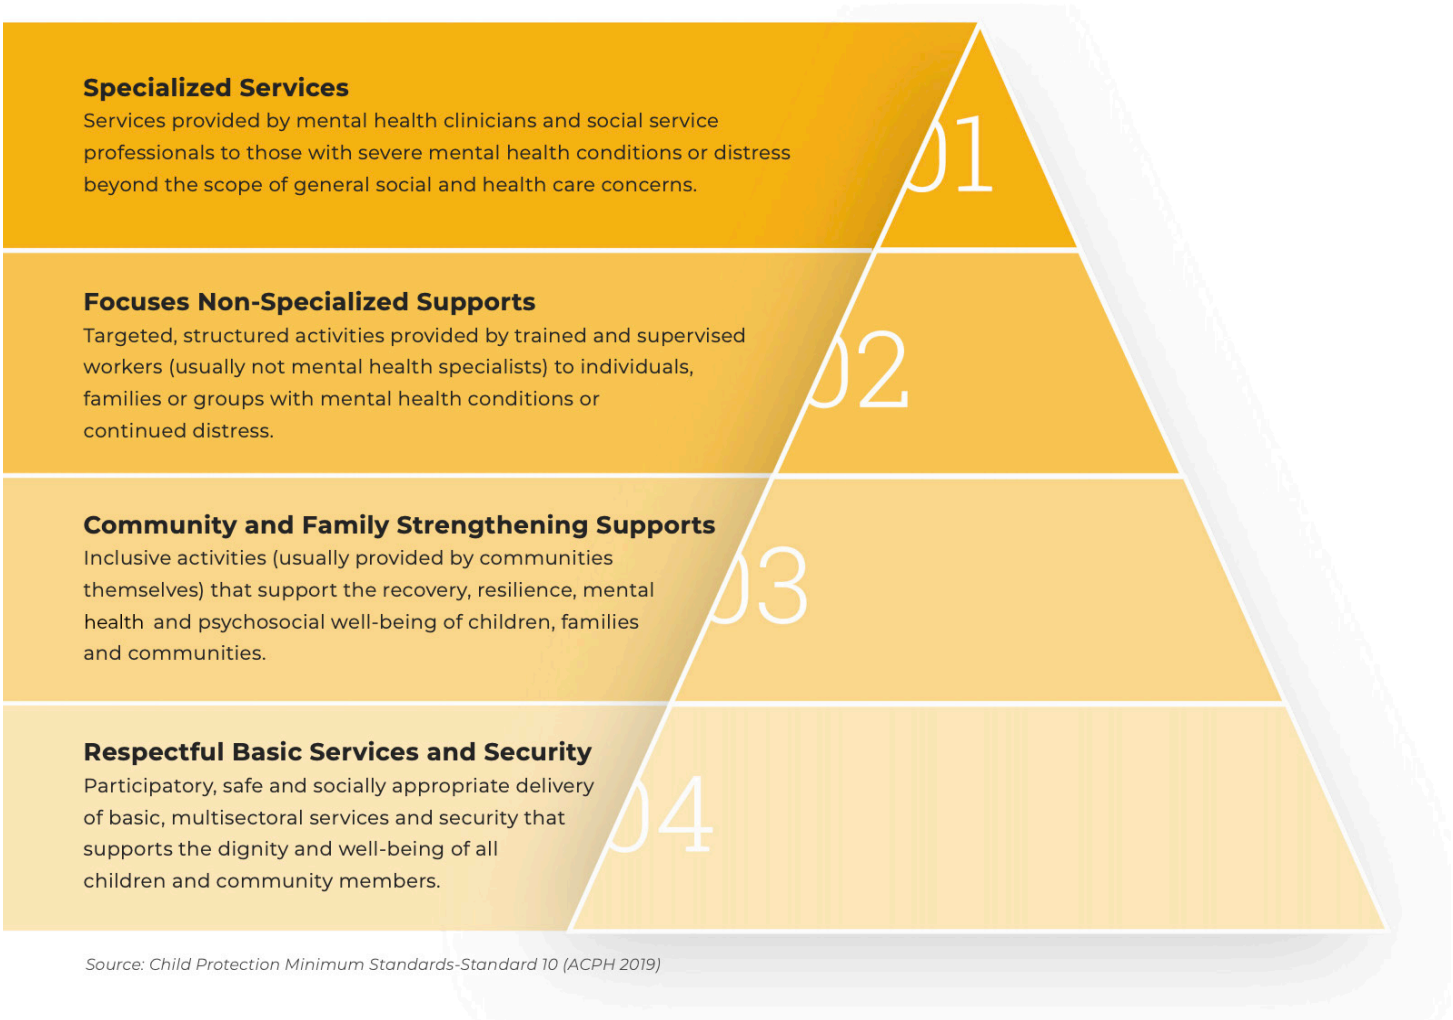 Specialized Services
Services provided by mental health clinicians and social service
professionals to those with severe mental health conditions or distress
beyond the scope of general social and health care concerns.
01
Focuses Non-Specialized Supports
Targeted, structured activities provided by trained and supervised
workers (usually not mental health specialists) to individuals,
families or groups with mental health conditions or
continued distress.
02
Community and Family Strengthening Supports
Inclusive activities (usually provided by communities
themselves) that support the recovery, resilience, mental
health and psychosocial well-being of children, families
and communities.
03
Respectful Basic Services and Security
Participatory, safe and socially appropriate delivery
of basic, multisectoral services and security that
supports the dignity and well-being of all
children and community members.
04
Source: Child Protection Minimum Standards-Standard 10 (ACPH 2019)